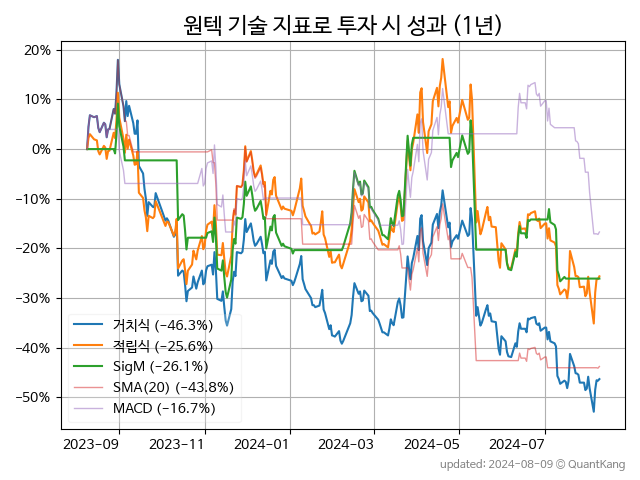 원텍 기술 지표로 투자 시 성과 (1년)
20%
10%
0%
−10%
−20%
−30%
−40%
−50%
거치식 (−46.3%)
적립식 (−25.6%)
SigM (−26.1%)
SMA(20) (−43.8%)
MACD (−16.7%)
2023−09 2023−11 2024−01 2024−03 2024−05 2024−07
updated: 2024−08−09 © QuantKang